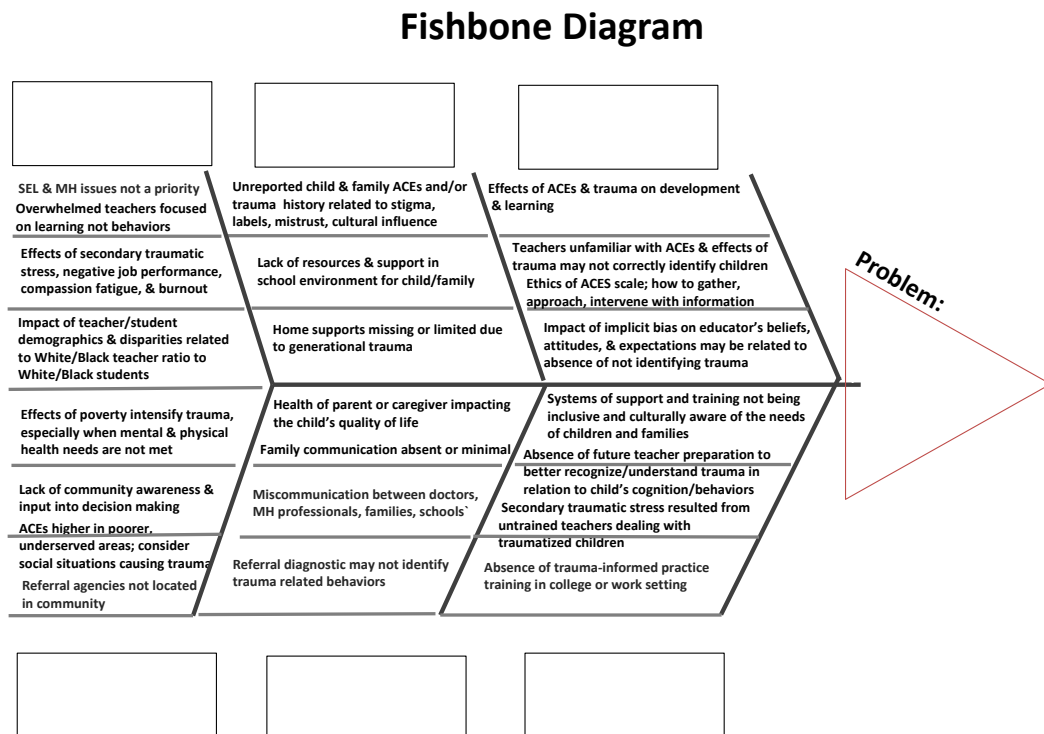 Fishbone Diagram
SEL & MH issues not a priority
Overwhelmed teachers focused
on learning not behaviors
Effects of secondary traumatic
stress, negative job performance,
compassion fatigue, & burnout
Impact of teacher/student
demographics & disparities related
to White/Black teacher ratio to
White/Black students
Unreported child & family ACEs and/or
trauma history related to stigma,
labels, mistrust, cultural influence
Lack of resources & support in
school environment for child/family
Home supports missing or limited due
to generational trauma
Effects of ACEs & trauma on development
& learning
Teachers unfamiliar with ACEs & effects of
trauma may not correctly identify children
Ethics of ACES scale; how to gather,
approach, intervene with information
Impact of implicit bias on educator's beliefs,
attitudes, & expectations may be related to
absence of not identifying trauma
Problem:
Effects of poverty intensify trauma,
especially when mental & physical
health needs are not met
Lack of community awareness &
input into decision making
ACEs higher in poorer,
underserved areas; consider
social situations causing trauma
Referral agencies not located
in community
Health of parent or caregiver impacting
the child's quality of life
Family communication absent or minimal
Miscommunication between doctors,
MH professionals, families, schools`
Referral diagnostic may not identify
trauma related behaviors
Systems of support and training not being
inclusive and culturally aware of the needs
of children and families
Absence of future teacher preparation to
better recognize/understand trauma in
relation to child's cognition/behaviors
Secondary traumatic stress resulted from
untrained teachers dealing with
traumatized children
Absence of trauma-informed practice
training in college or work setting